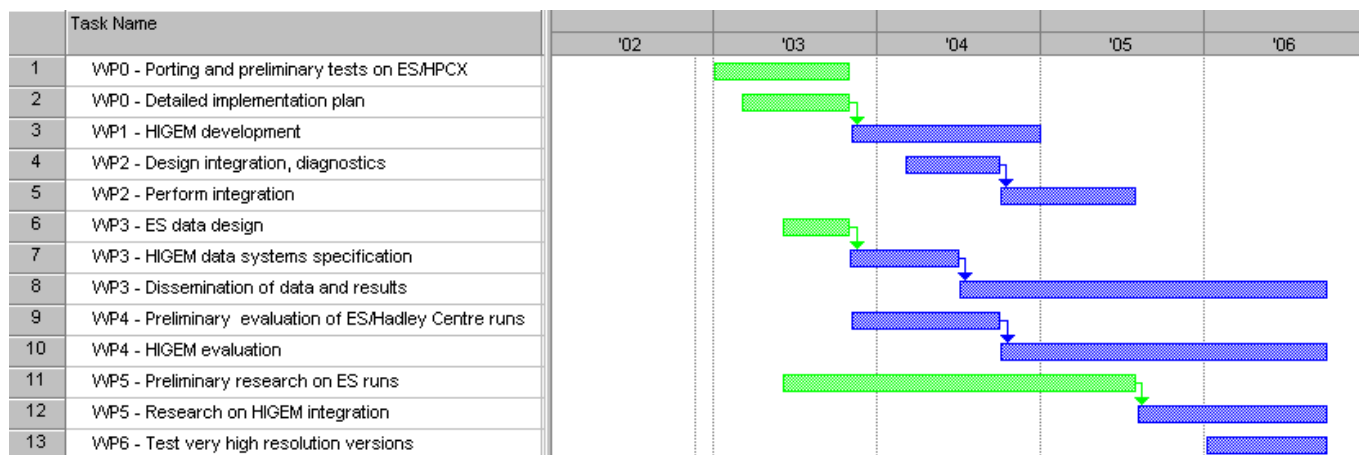 Task Name
'02 '03 '04 '05 '06
1 WP0 - Porting and preliminary tests on ES/HPCX
2 WP0 - Detailed implementation plan
3 WP1 - HIGEM development
4 WP2 - Design integration, diagnostics
5 WP2 - Perform integration
6 WP3 - ES data design
7 WP3 - HIGEM data systems specification
8 WP3 - Dissemination of data and results
9 WP4 - Preliminary evaluation of ES/Hadley Centre runs
10 WP4 - HIGEM evaluation
11 WP5 - Preliminary research on ES runs
12 WP5 - Research on HIGEM integration
13 WP6 - Test very high resolution versions